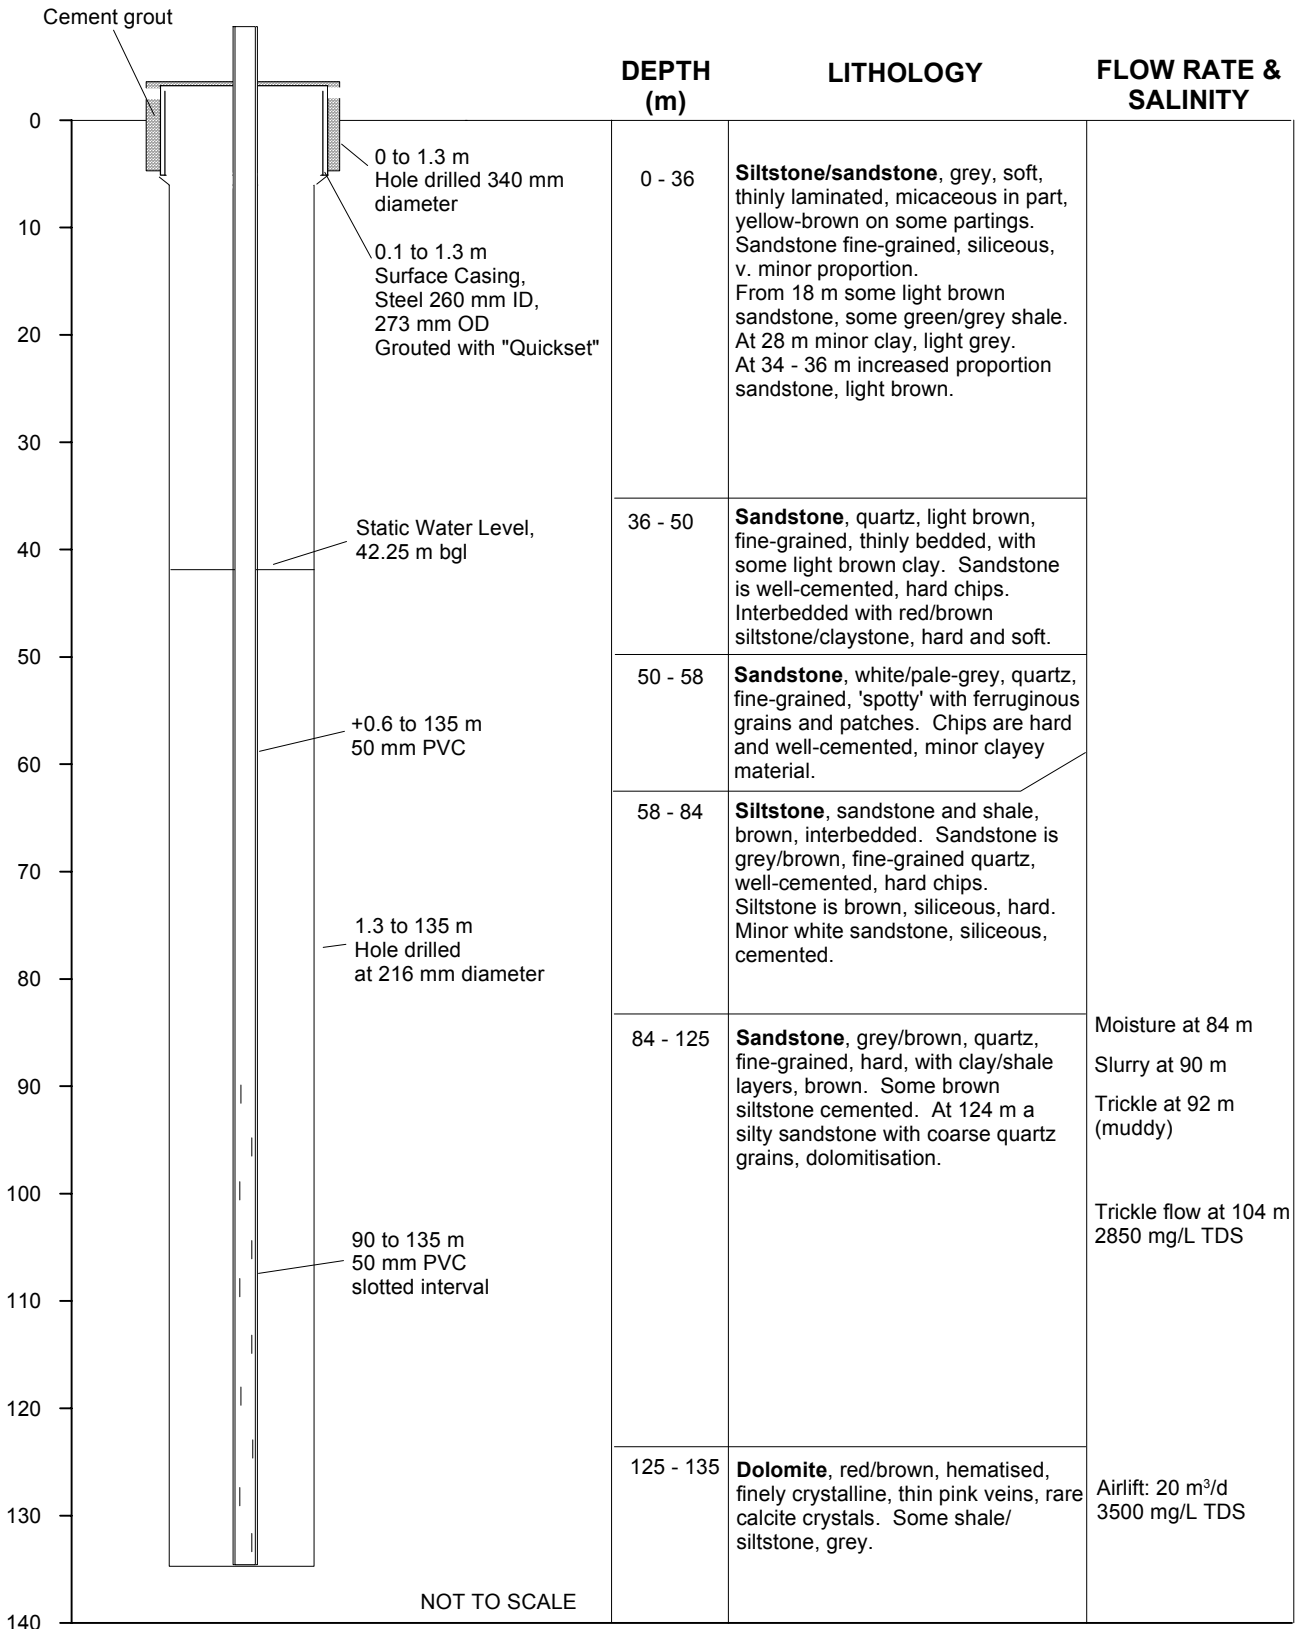 Cement grout
DEPTH
(m)
LITHOLOGY
FLOW RATE &
SALINITY
0
10
20
30
40
50
60
70
80
90
100
110
120
130
140
0 to 1.3 m
Hole drilled 340 mm
diameter
0.1 to 1.3 m
Surface Casing,
Steel 260 mm ID,
273 mm OD
Grouted with "Quickset"
Static Water Level,
42.25 m bgl
+0.6 to 135 m
50 mm PVC
1.3 to 135 m
Hole drilled
at 216 mm diameter
90 to 135 m
50 mm PVC
slotted interval
NOT TO SCALE
0 - 36
Siltstone/sandstone, grey, soft,
thinly laminated, micaceous in part,
yellow-brown on some partings.
Sandstone fine-grained, siliceous,
v. minor proportion.
From 18 m some light brown
sandstone, some green/grey shale.
At 28 m minor clay, light grey.
At 34 - 36 m increased proportion
sandstone, light brown.
36 - 50
Sandstone, quartz, light brown,
fine-grained, thinly bedded, with
some light brown clay. Sandstone
is well-cemented, hard chips.
Interbedded with red/brown
siltstone/claystone, hard and soft.
50 - 58
Sandstone, white/pale-grey, quartz,
fine-grained, 'spotty' with ferruginous
grains and patches. Chips are hard
and well-cemented, minor clayey
material.
58 - 84
Siltstone, sandstone and shale,
brown, interbedded. Sandstone is
grey/brown, fine-grained quartz,
well-cemented, hard chips.
Siltstone is brown, siliceous, hard.
Minor white sandstone, siliceous,
cemented.
84 - 125
Sandstone, grey/brown, quartz,
fine-grained, hard, with clay/shale
layers, brown. Some brown
siltstone cemented. At 124 m a
silty sandstone with coarse quartz
grains, dolomitisation.
Moisture at 84 m
Slurry at 90 m
Trickle at 92 m
(muddy)
Trickle flow at 104 m
2850 mg/L TDS
125 - 135
Dolomite, red/brown, hematised,
finely crystalline, thin pink veins, rare
calcite crystals. Some shale/
siltstone, grey.
Airlift: 20 m³/d
3500 mg/L TDS